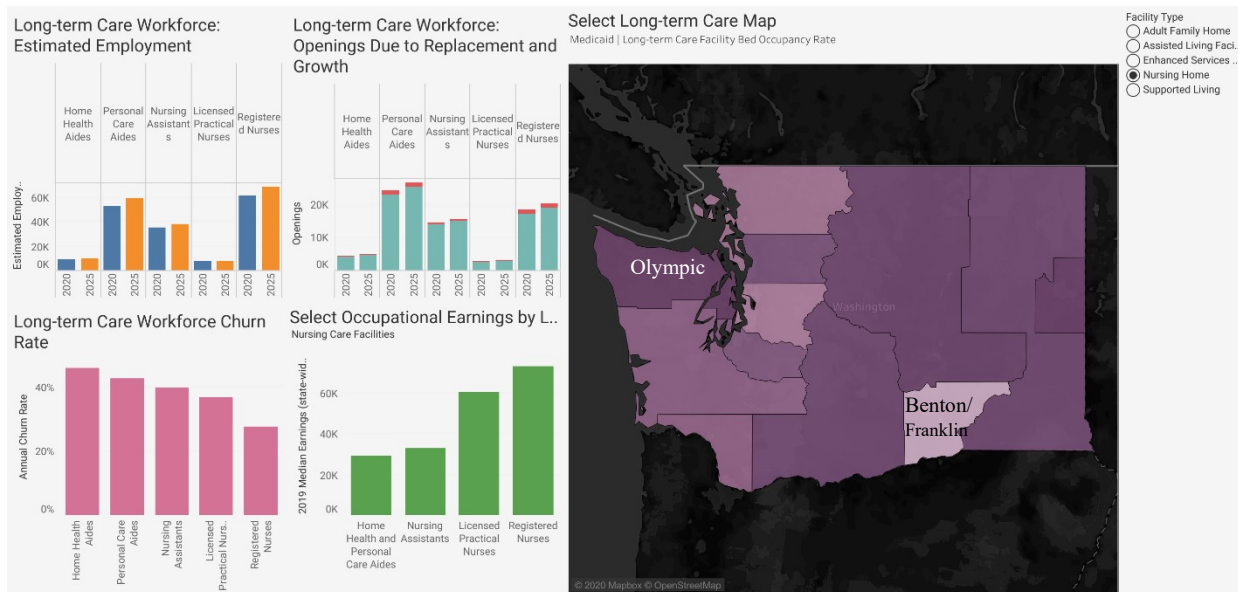 Long-term Care Workforce:
Estimated Employment
Home
Health
Aides
Personal
Care
Aides
Nursing
Assistants
Licensed
Practical
Nurses
Registere
d Nurses
Estimated Employ..
60K
40K
20K
0K
2020
2025
2020
2025
2020
2025
2020
2025
2020
2025
Long-term Care Workforce:
Openings Due to Replacement and
Growth
Home
Health
Aides
Personal
Care
Aides
Nursing
Assistant
s
Licensed
Practical
Nurses
Registere
d Nurses
Openings
20K
10K
0K
2020
2025
2020
2025
2020
2025
2020
2025
2020
2025
Long-term Care Workforce Churn
Rate
Annual Churn Rate
40%
20%
0%
Home Health
Aides
Personal Care
Aides
Nursing
Assistants
Licensed
Practical Nurs..
Registered
Nurses
Select Occupational Earnings by L..
Nursing Care Facilities
2019 Median Earnings (state-wid..
60K
40K
20K
0K
Home
Health and
Personal
Care Aides
Nursing
Assistants
Licensed
Practical
Nurses
Registered
Nurses
Select Long-term Care Map
Medicaid | Long-term Care Facility Bed Occupancy Rate
Olympic
Washington
Benton/
Franklin
© 2020 Mapbox © OpenStreetMap
Facility Type
Adult Family Home
Assisted Living Faci..
Enhanced Services ..
Nursing Home
Supported Living